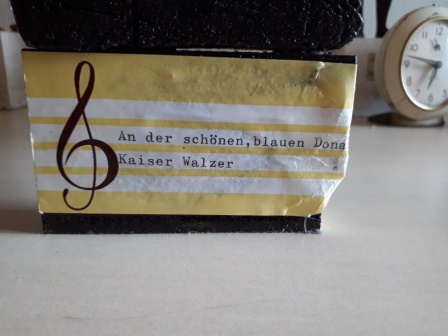 An der schönen,blauen Dona
Kaiser Walzer